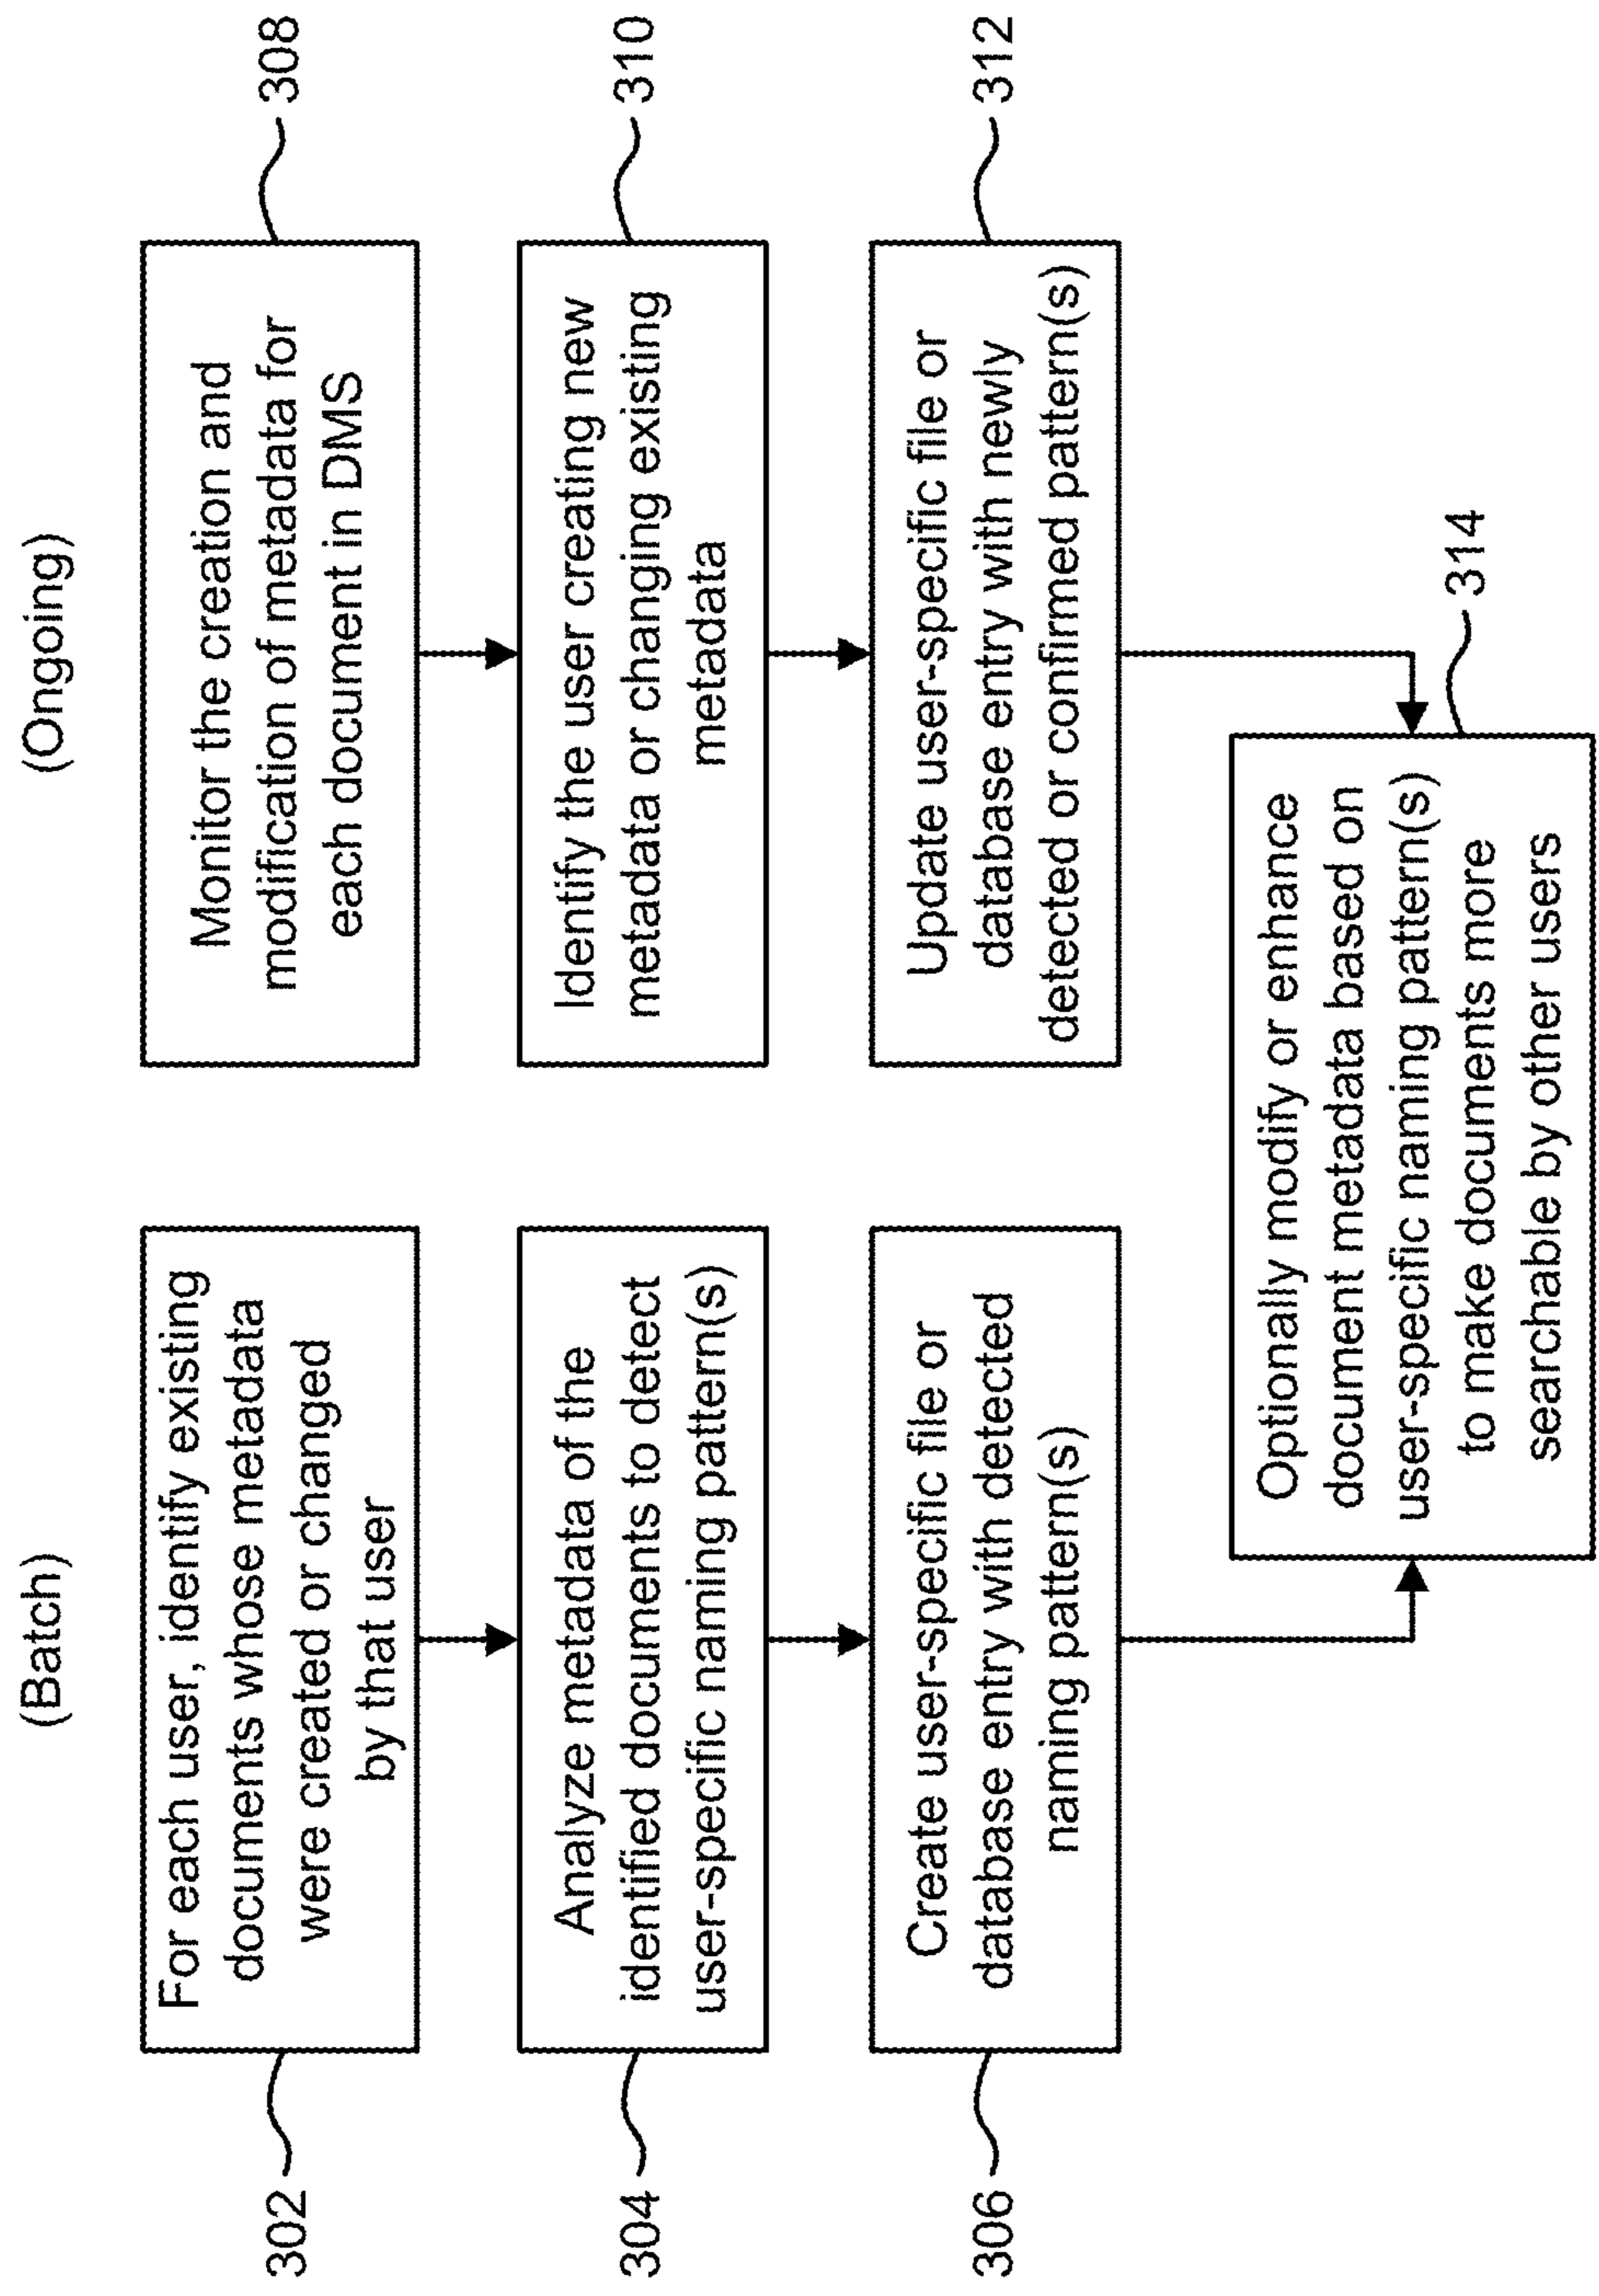 (Batch)
302
For each user, identify existing
documents whose metadata
were created or changed
by that user
304
Analyze metadata of the
identified documents to detect
user-specific naming pattern(s)
306
Create user-specific file or
database entry with detected
naming pattern(s)
(Ongoing)
308
Monitor the creation and
modification of metadata for
each document in DMS
310
Identify the user creating new
metadata or changing existing
metadata
312
Update user-specific file or
database entry with newly
detected or confirmed pattern(s)
314
Optionally modify or enhance
document metadata based on
user-specific naming pattern(s)
to make documents more
searchable by other users